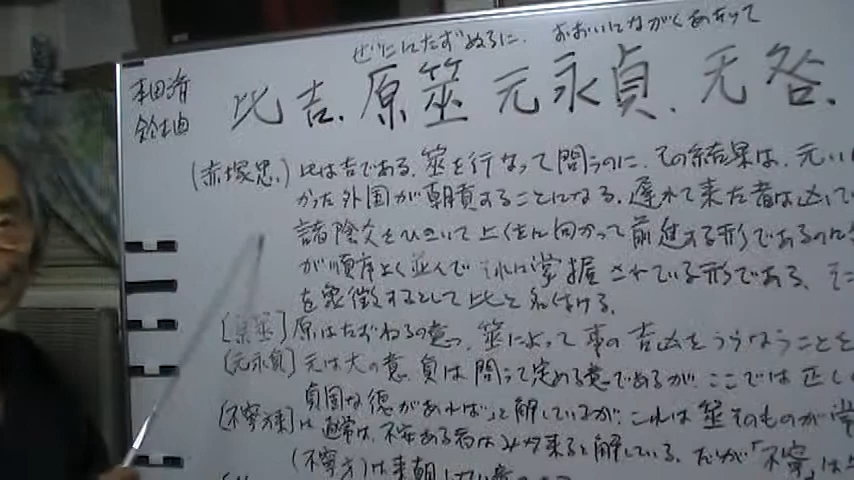 ぜいにたずぬるに、おおいにながくあたって
本田濟
鈴木由
比吉.原筮元永貞.无咎.
(赤塚忠.)比は吉である.筮を行なって問うのに.その結果は.元い
かった外国が朝貢することになる.遅れて来た者は凶で
諸陰爻をひきいて上位に向かって前進する形であるのに
が順序よく並んで 掌握されている形である.
を象徴するとして比と名付ける.
[原筮]原はたずねるの意.筮によって事の吉凶をうらなうことを
(元永貞)元は大の意.貞は問って定める意であるが.ここでは正し
貞固な徳があれば」と解しているが.これは筮そのものが
[不寧方来]は通常は.不安ある者はみな来ると解している.だが「不寧」は
(不寧方)は来朝しない